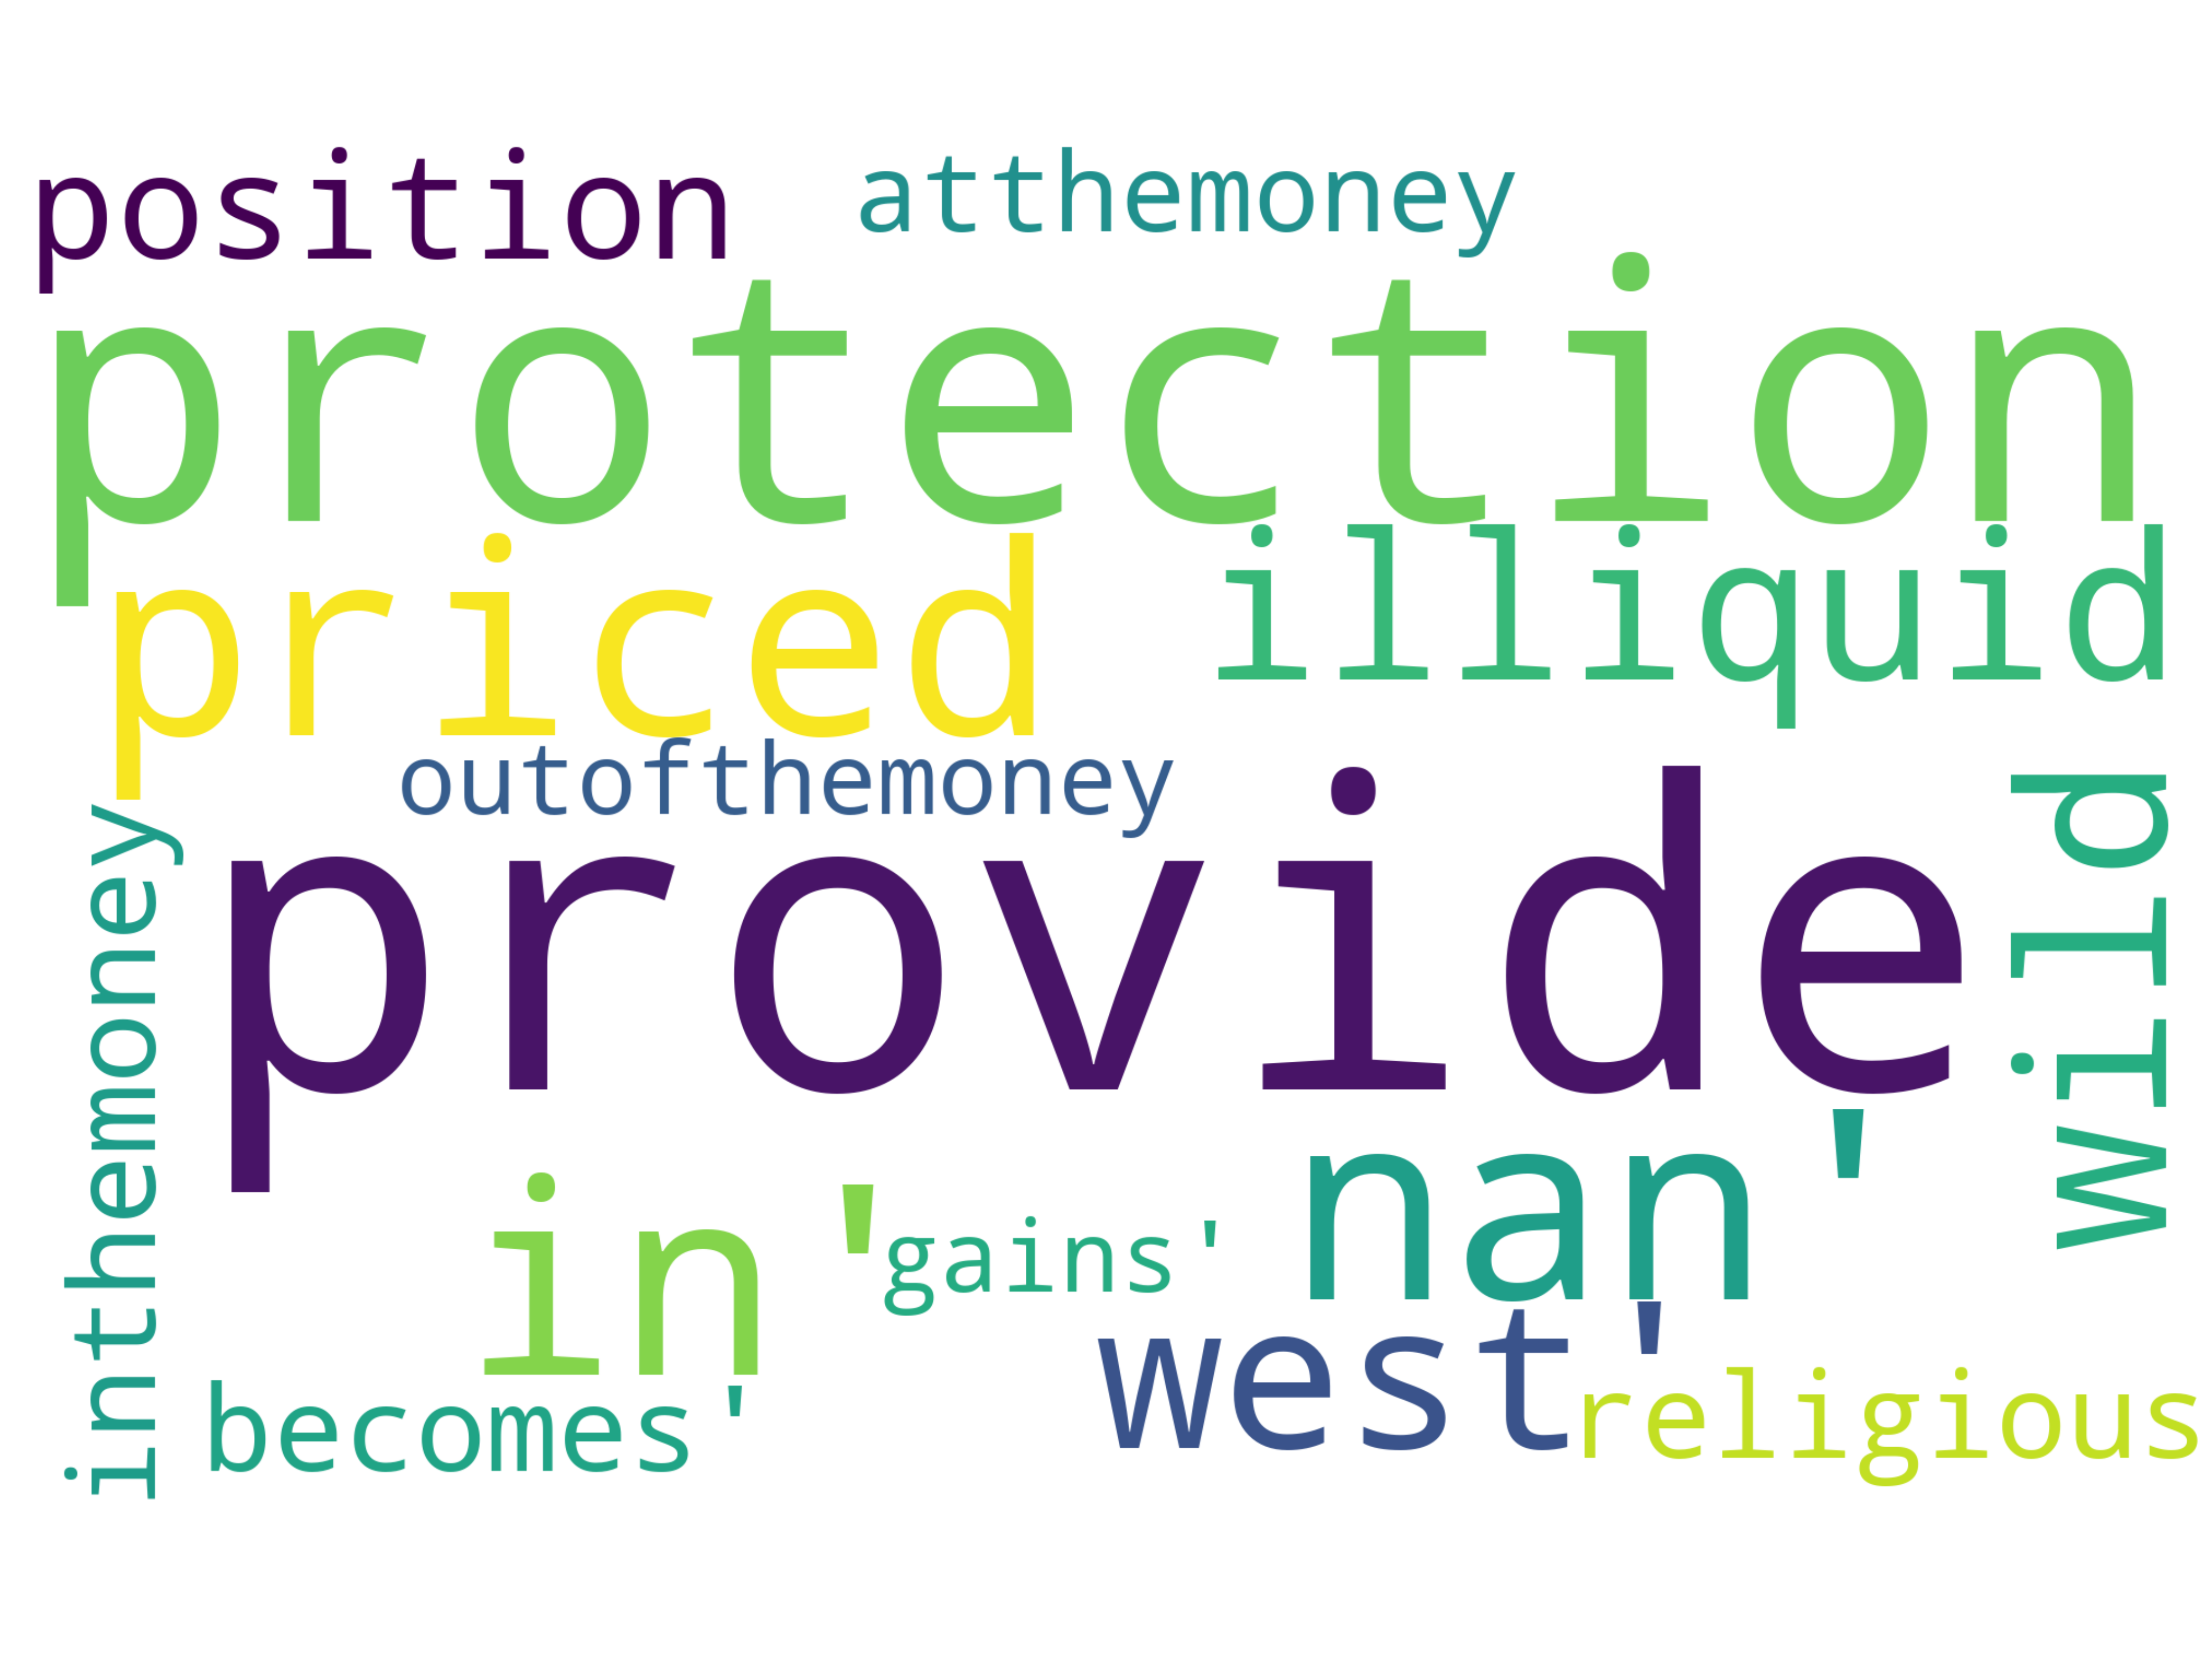 position
atthemoney
protection
priced
illiquid
outofthemoney
provide
wild
inthemoney
in'
gains'
nan'
west'
becomes'
religious